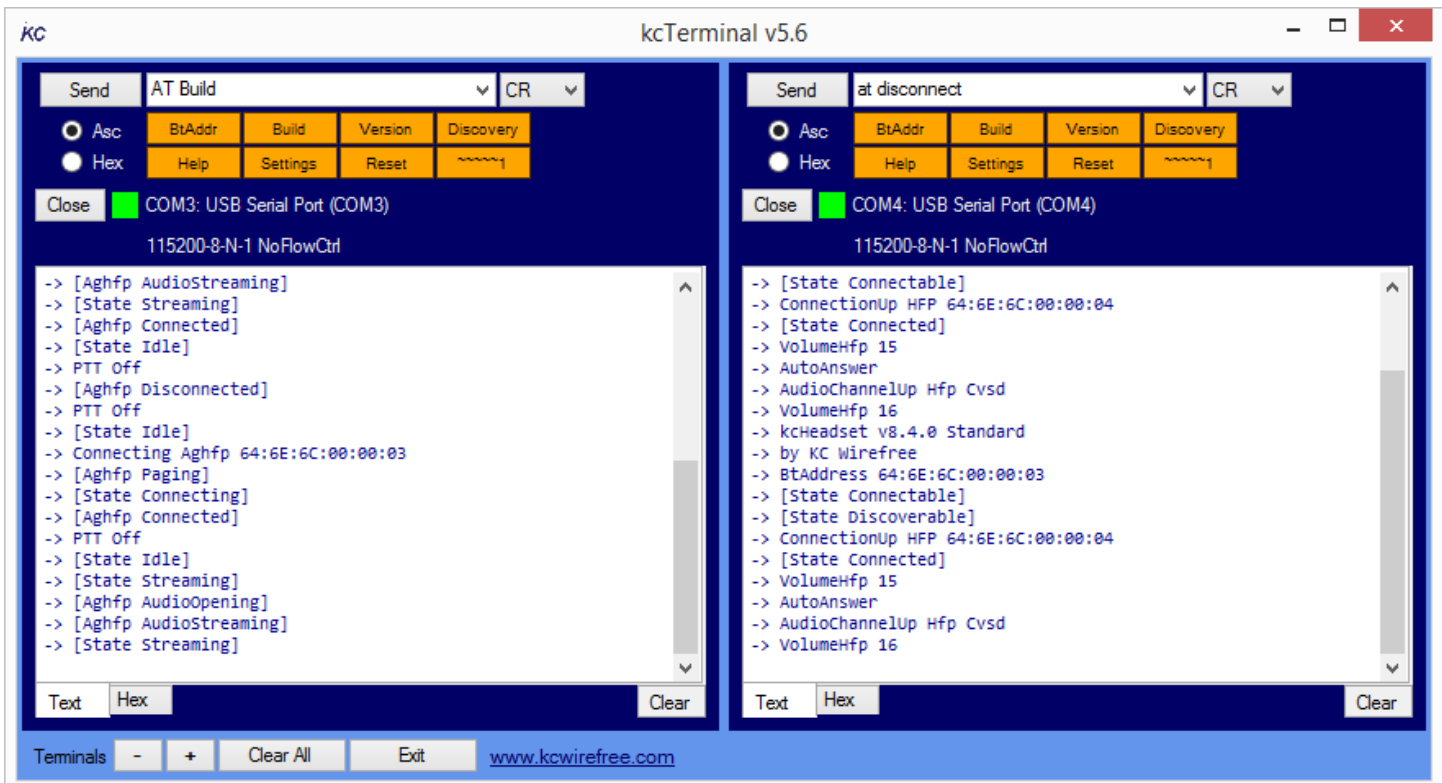 KC kcTerminal v5.6
Send AT Build CR
Asc BtAddr Build Version Discovery
Hex Help Settings Reset ~~~~~1
Close COM3: USB Serial Port (COM3)
115200-8-N-1 NoFlowCtrl
-> [Aghfp AudioStreaming]
-> [State Streaming]
-> [Aghfp Connected]
-> [State Idle]
-> PTT Off
-> [Aghfp Disconnected]
-> PTT Off
-> [State Idle]
-> Connecting Aghfp 64:6E:6C:00:00:03
-> [Aghfp Paging]
-> [State Connecting]
-> [Aghfp Connected]
-> PTT Off
-> [State Idle]
-> [State Streaming]
-> [Aghfp AudioOpening]
-> [Aghfp AudioStreaming]
-> [State Streaming]
Text Hex Clear
Send at disconnect CR
Asc BtAddr Build Version Discovery
Hex Help Settings Reset ~~~~~1
Close COM4: USB Serial Port (COM4)
115200-8-N-1 NoFlowCtrl
-> [State Connectable]
-> ConnectionUp HFP 64:6E:6C:00:00:04
-> [State Connected]
-> VolumeHfp 15
-> AutoAnswer
-> AudioChannelUp Hfp Cvsd
-> VolumeHfp 16
-> kcHeadset v8.4.0 Standard
-> by KC Wirefree
-> BtAddress 64:6E:6C:00:00:03
-> [State Connectable]
-> [State Discoverable]
-> ConnectionUp HFP 64:6E:6C:00:00:04
-> [State Connected]
-> VolumeHfp 15
-> AutoAnswer
-> AudioChannelUp Hfp Cvsd
-> VolumeHfp 16
Text Hex Clear
Terminals - + Clear All Exit www.kcwirefree.com